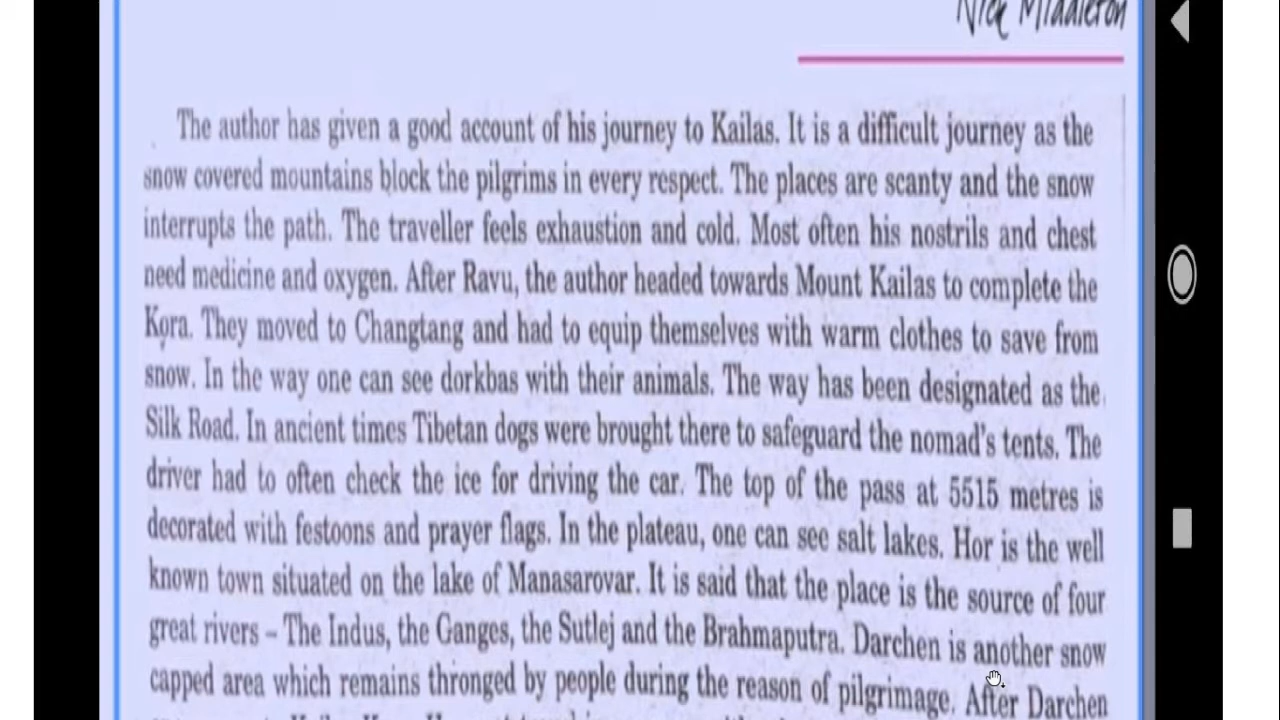 Nick Middleton
The author has given a good account of his journey to Kailas. It is a difficult journey as the
snow covered mountains block the pilgrims in every respect. The places are scanty and the snow
interrupts the path. The traveller feels exhaustion and cold. Most often his nostrils and chest
need medicine and oxygen. After Ravu, the author headed towards Mount Kailas to complete the
Kora. They moved to Changtang and had to equip themselves with warm clothes to save from
snow. In the way one can see dorkbas with their animals. The way has been designated as the
Silk Road. In ancient times Tibetan dogs were brought there to safeguard the nomad's tents. The
driver had to often check the ice for driving the car. The top of the pass at 5515 metres is
decorated with festoons and prayer flags. In the plateau, one can see salt lakes. Hor is the well
known town situated on the lake of Manasarovar. It is said that the place is the source of four
great rivers – The Indus, the Ganges, the Sutlej and the Brahmaputra. Darchen is another snow
capped area which remains thronged by people during the reason of pilgrimage. After Darchen